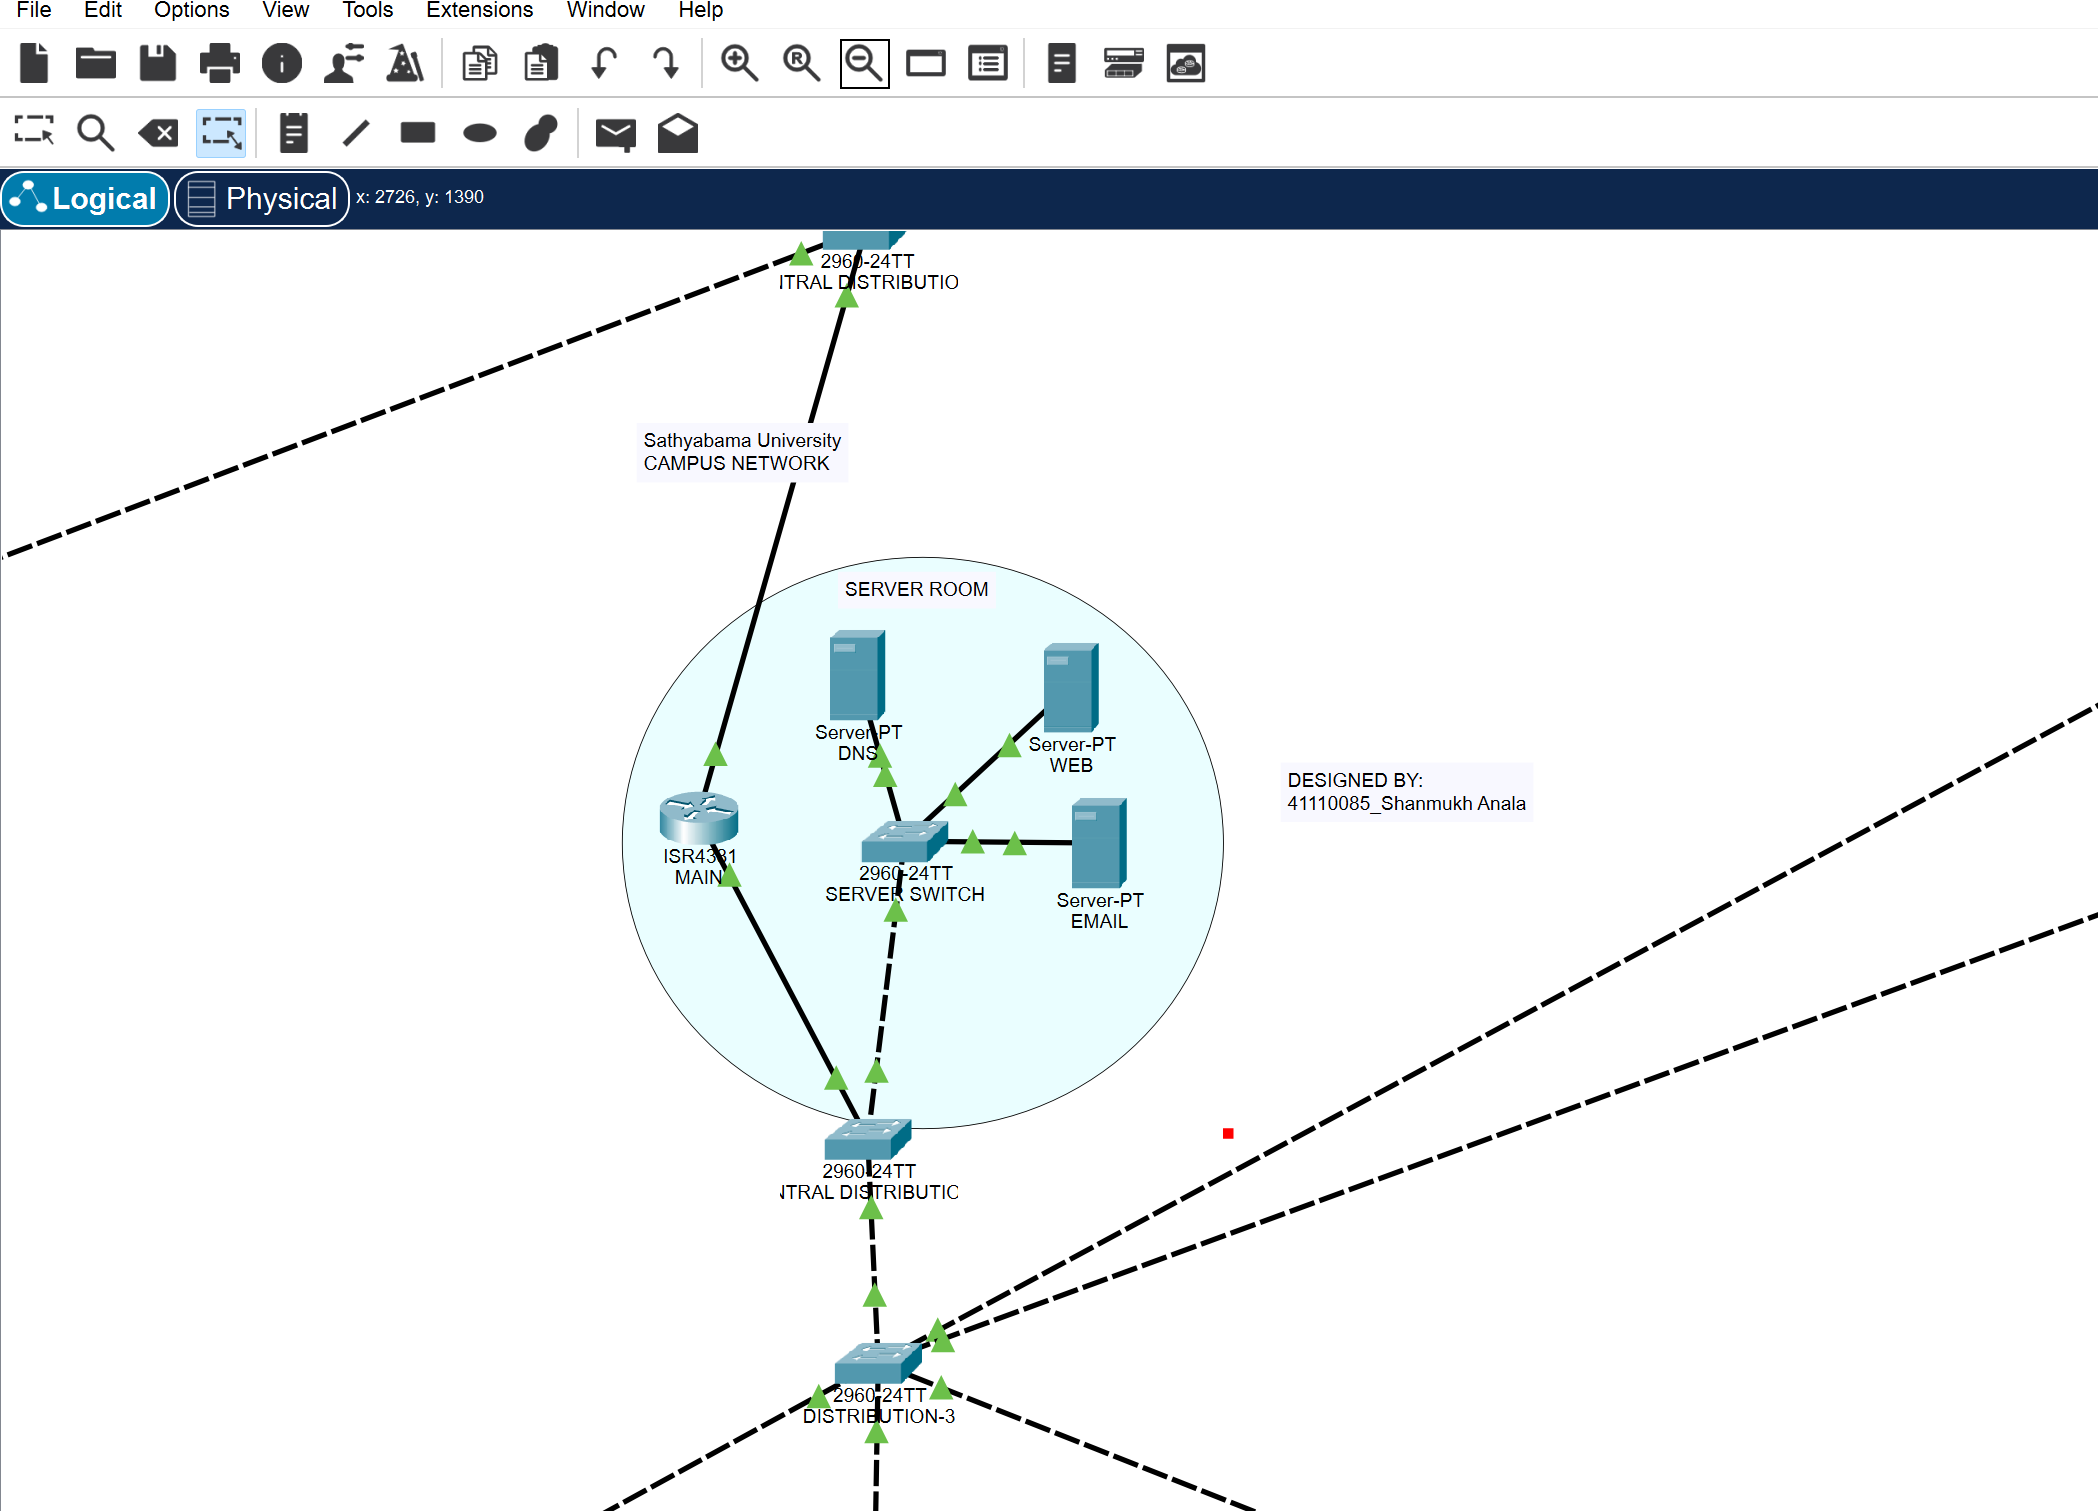 File Edit Options View Tools Extensions Window Help
Logical Physical x: 2726, y: 1390
2960-24TT
ITRAL DISTRIBUTIO
Sathyabama University
CAMPUS NETWORK
SERVER ROOM
Server-PT
DNS
Server-PT
WEB
DESIGNED BY:
41110085_Shanmukh Anala
ISR4331
MAIN
2960-24TT
SERVER SWITCH
Server-PT
EMAIL
2960-24TT
NTRAL DISTRIBUTIC
2960-24TT
DISTRIBUTION-3